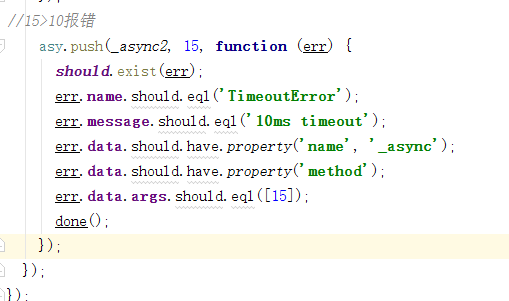 //15>10报错
asy.push(_async2, 15, function (err) {
should.exist(err);
err.name.should.eql('TimeoutError');
err.message.should.eql('10ms timeout');
err.data.should.have.property('name', '_async');
err.data.should.have.property('method');
err.data.args.should.eql([15]);
done();
});
});
});